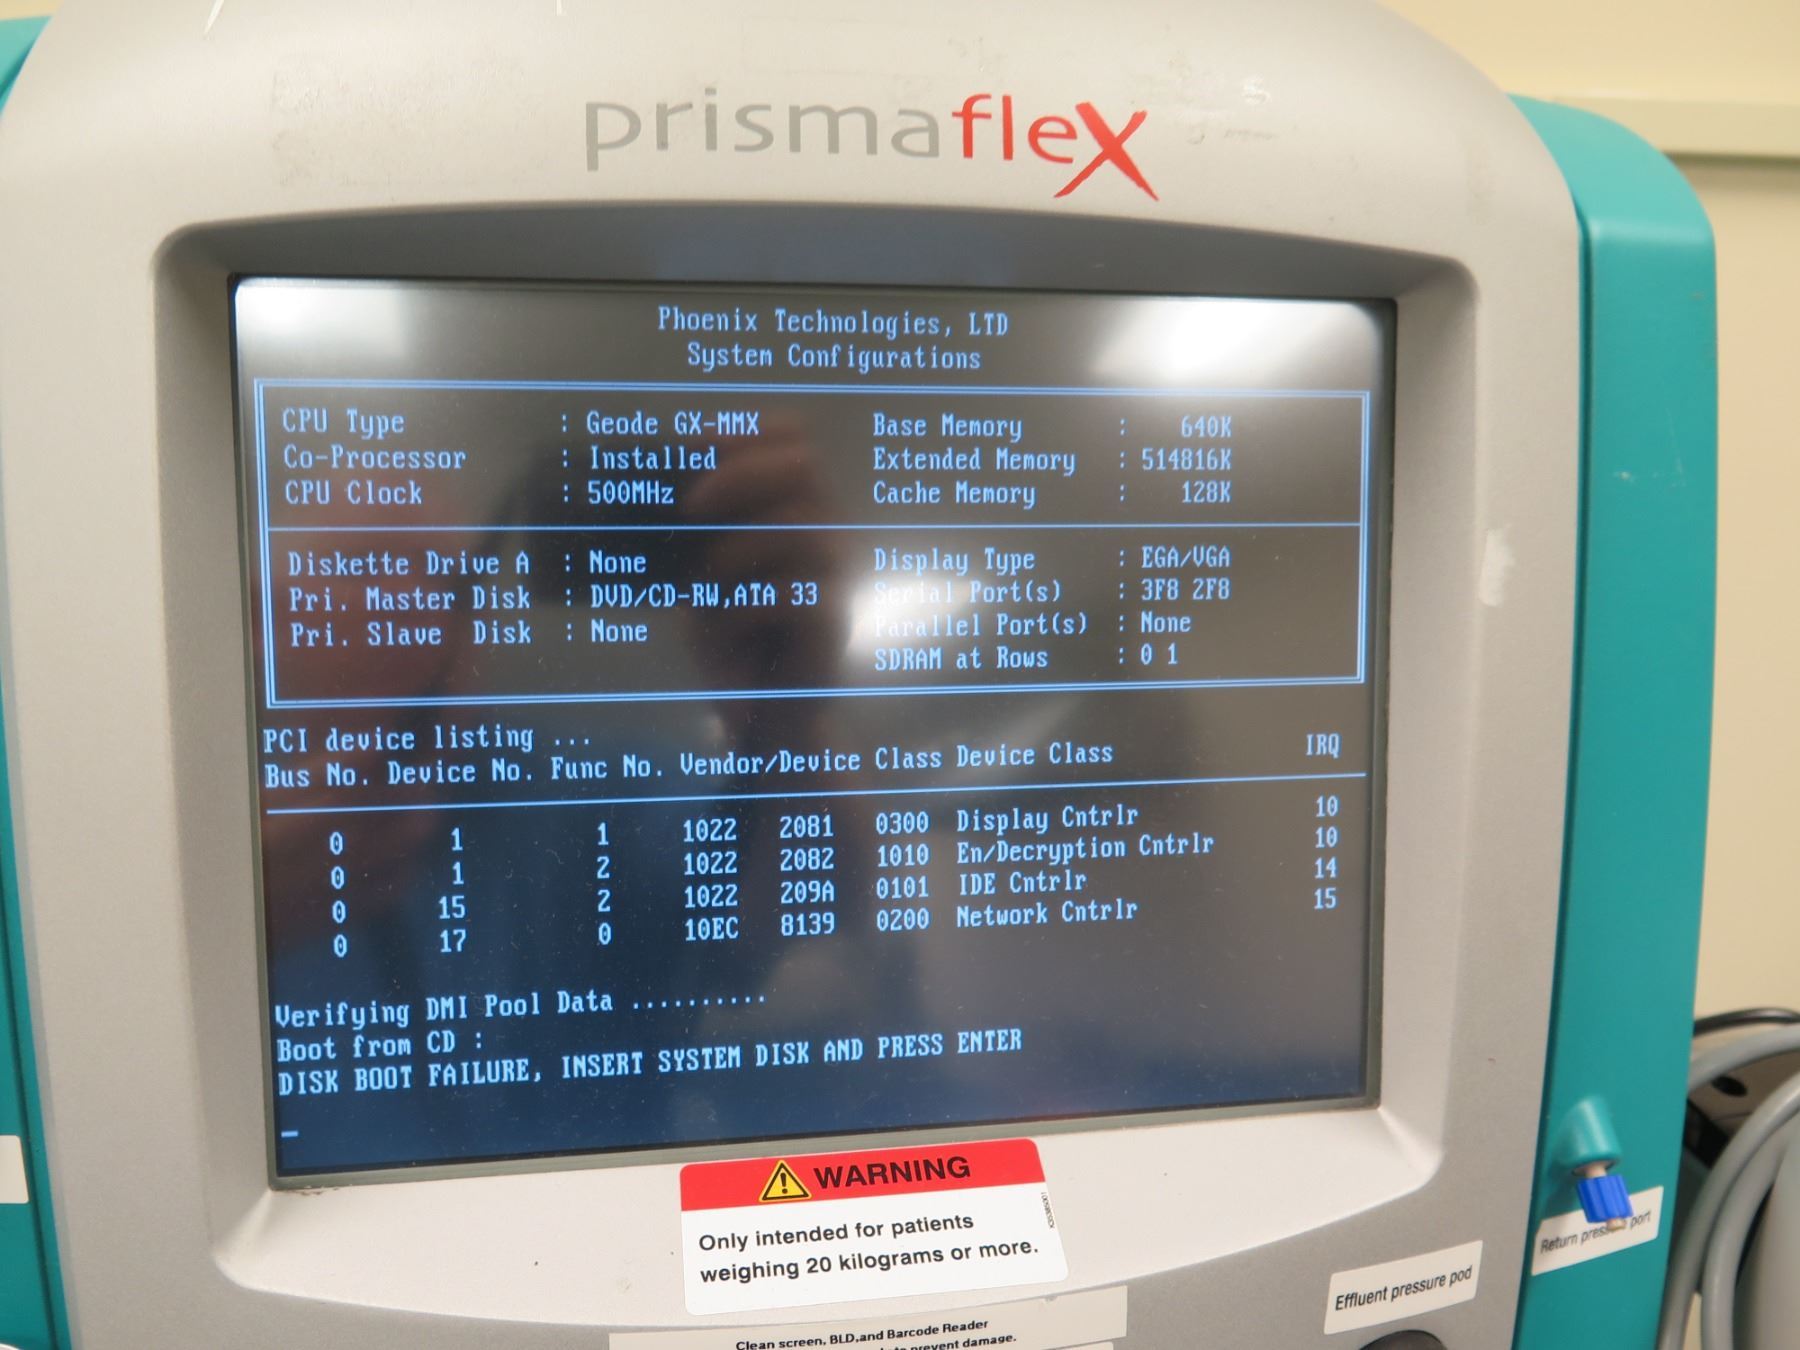 prismaflex
Phoenix Technologies, LTD
System Configurations
CPU Type : Geode GX-MMX Base Memory : 640K
Co-Processor : Installed Extended Memory : 514816K
CPU Clock : 500MHz Cache Memory : 128K
Diskette Drive A : None Display Type : EGA/VGA
Pri. Master Disk : DVD/CD-RW,ATA 33 Serial Port(s) : 3F8 2F8
Pri. Slave Disk : None Parallel Port(s) : None
SDRAM at Rows : 0 1
PCI device listing ...
Bus No. Device No. Func No. Vendor/Device Class Device Class IRQ
0 1 1 1022 2081 0300 Display Cntrlr 10
0 1 2 1022 2082 1010 En/Decryption Cntrlr 10
0 15 2 1022 209A 0101 IDE Cntrlr 14
0 17 0 10EC 8139 0200 Network Cntrlr 15
Verifying DMI Pool Data ..........
Boot from CD :
DISK BOOT FAILURE, INSERT SYSTEM DISK AND PRESS ENTER
WARNING
Only intended for patients
weighing 20 kilograms or more.
Return pressure port
Effluent pressure pod
Clean screen, BLD,and Barcode Reader
to prevent damage.